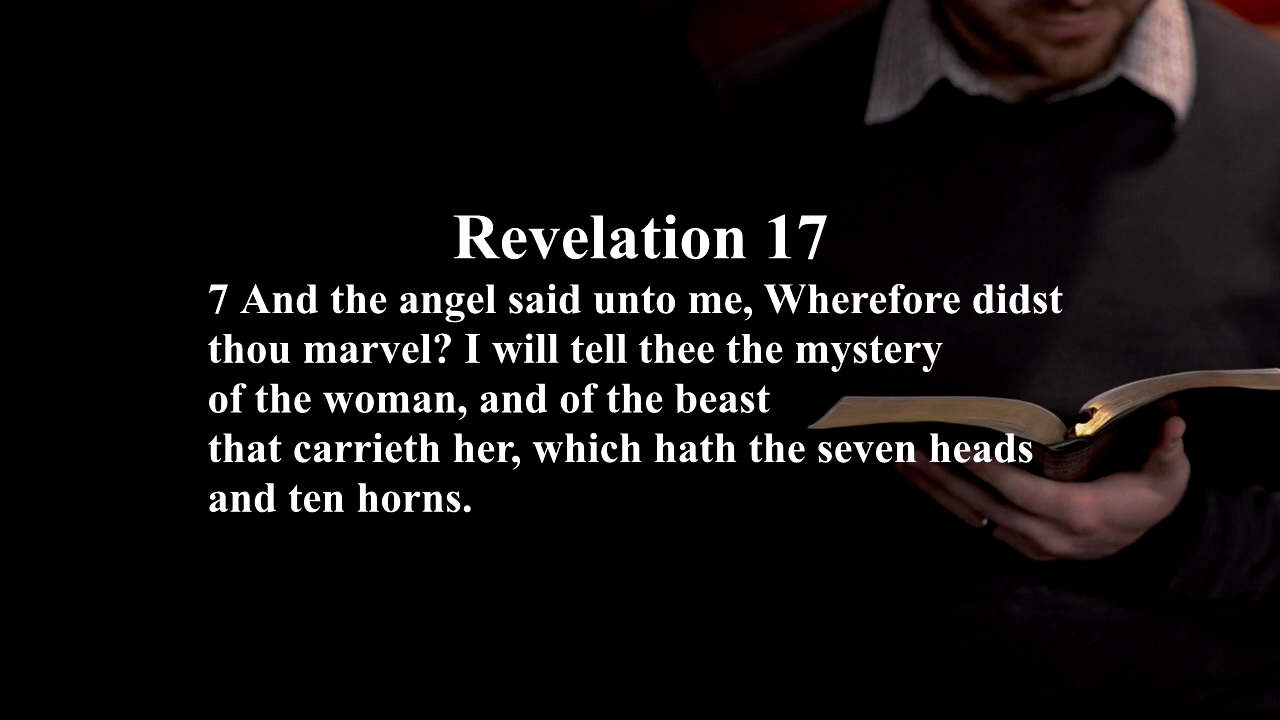 Revelation 17
7 And the angel said unto me, Wherefore didst
thou marvel? I will tell thee the mystery
of the woman, and of the beast
that carrieth her, which hath the seven heads
and ten horns.